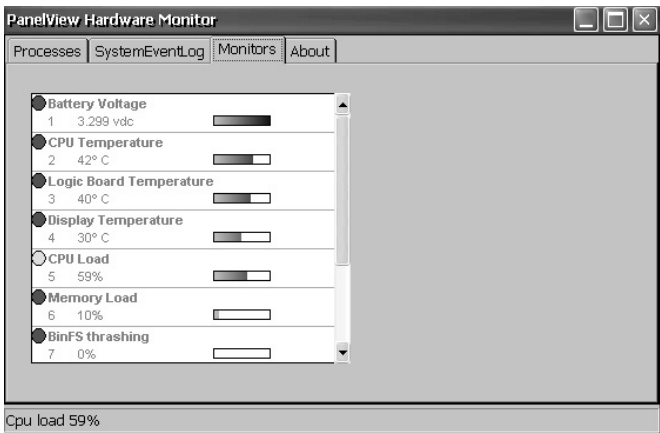 PanelView Hardware Monitor
Processes SystemEventLog Monitors About
Battery Voltage
1 3.299 vdc
CPU Temperature
2 42° C
Logic Board Temperature
3 40° C
Display Temperature
4 30° C
CPU Load
5 59%
Memory Load
6 10%
BinFS thrashing
7 0%
Cpu load 59%